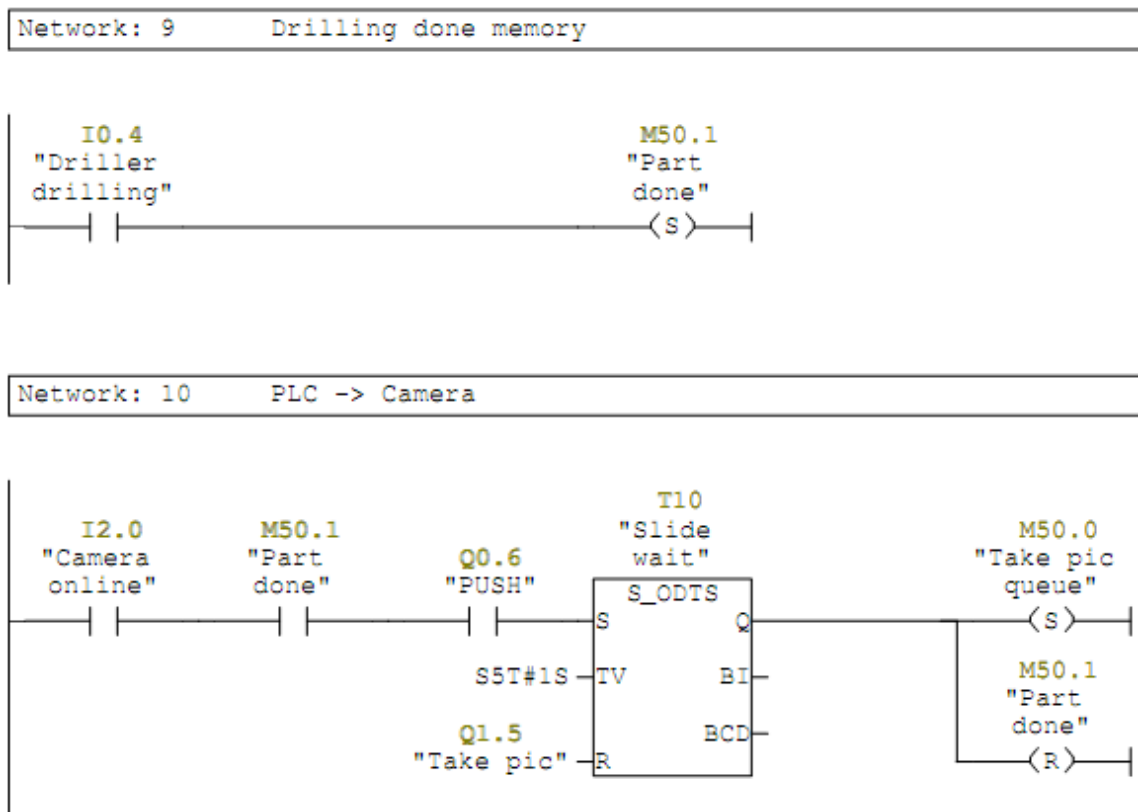 Network: 9 Drilling done memory
I0.4
"Driller
drilling"
M50.1
"Part
done"
S
Network: 10 PLC -> Camera
I2.0
"Camera
online"
M50.1
"Part
done"
Q0.6
"PUSH"
T10
"Slide
wait"
S_ODTS
S
Q
S5T#1S
TV
BI
Q1.5
"Take pic"
R
BCD
M50.0
"Take pic
queue"
S
M50.1
"Part
done"
R